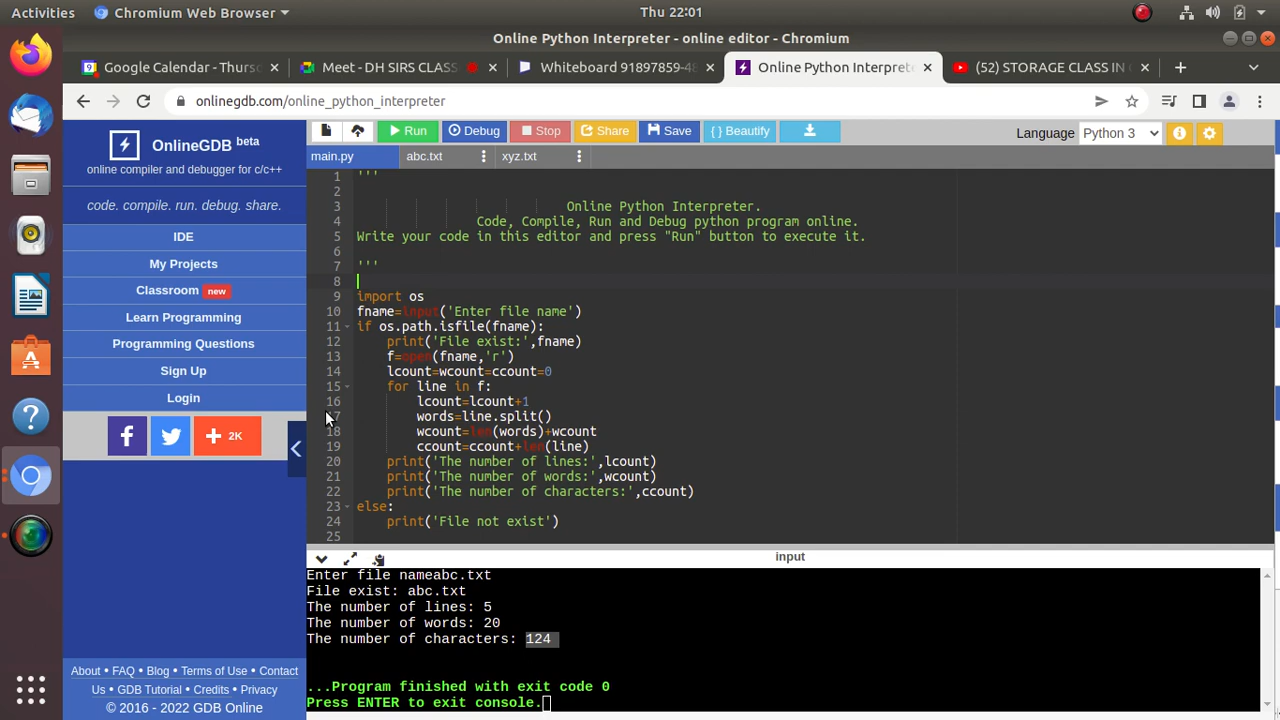 Activities Chromium Web Browser Thu 22:01
Online Python Interpreter - online editor - Chromium
Google Calendar - Thurs Meet - DH SIRS CLASS Whiteboard 91897859-48 Online Python Interprete (52) STORAGE CLASS IN
onlinegdb.com/online_python_interpreter
Run Debug Stop Share Save { } Beautify Language Python 3
main.py abc.txt xyz.txt
OnlineGDB beta
online compiler and debugger for c/c++
code. compile. run. debug. share.
IDE
My Projects
Classroom new
Learn Programming
Programming Questions
Sign Up
Login
f + 2K
About • FAQ • Blog • Terms of Use • Contact
Us • GDB Tutorial • Credits • Privacy
© 2016 - 2022 GDB Online
1 '''
2
3 Online Python Interpreter.
4 Code, Compile, Run and Debug python program online.
5 Write your code in this editor and press "Run" button to execute it.
6
7 '''
8
9 import os
10 fname=input('Enter file name')
11 if os.path.isfile(fname):
12 print('File exist:',fname)
13 f=open(fname,'r')
14 lcount=wcount=ccount=0
15 for line in f:
16 lcount=lcount+1
17 words=line.split()
18 wcount=len(words)+wcount
19 ccount=ccount+len(line)
20 print('The number of lines:',lcount)
21 print('The number of words:',wcount)
22 print('The number of characters:',ccount)
23 else:
24 print('File not exist')
25
input
Enter file nameabc.txt
File exist: abc.txt
The number of lines: 5
The number of words: 20
The number of characters: 124
...Program finished with exit code 0
Press ENTER to exit console.